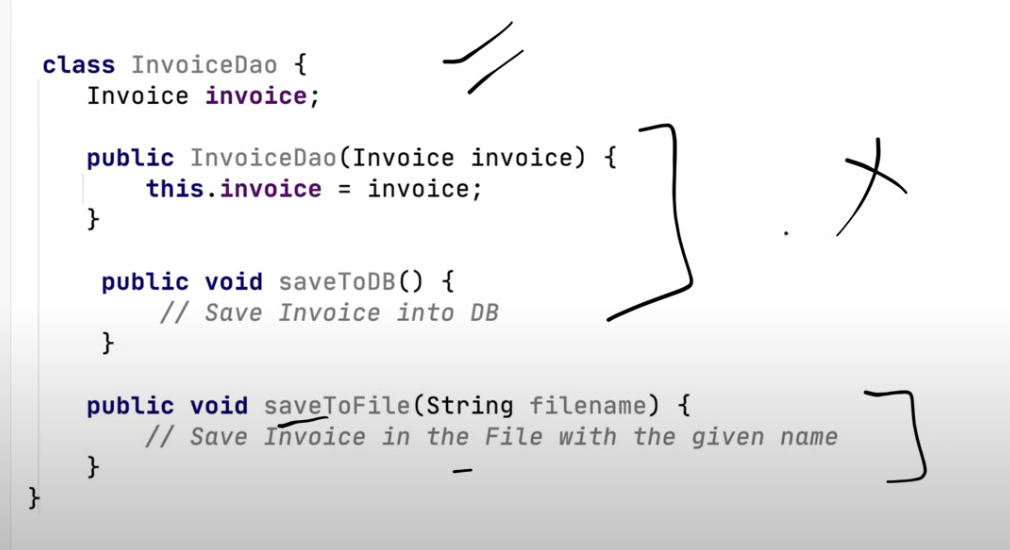 class InvoiceDao {
Invoice invoice;
public InvoiceDao(Invoice invoice) {
this.invoice = invoice;
}
public void saveToDB() {
// Save Invoice into DB
}
public void saveToFile(String filename) {
// Save Invoice in the File with the given name
}
}